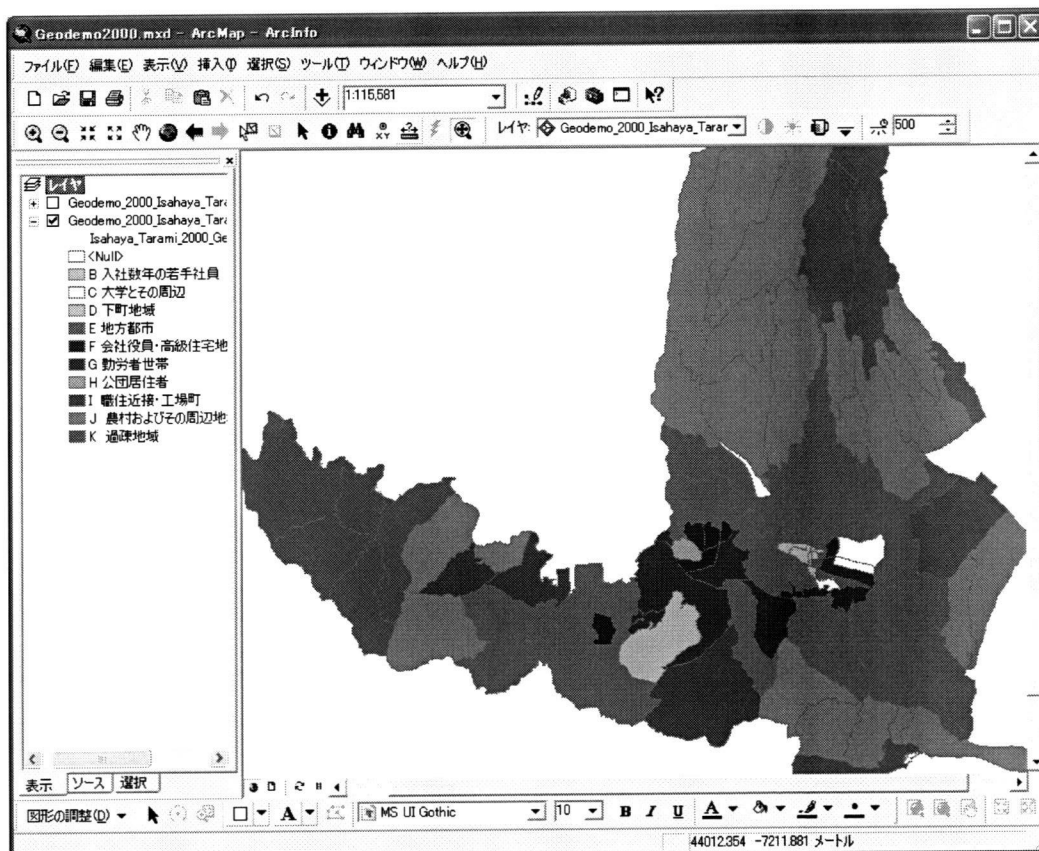 Geodemo2000.mxd - ArcMap - ArcInfo
ファイル(F) 編集(E) 表示(V) 挿入(I) 選択(S) ツール(T) ウィンドウ(W) ヘルプ(H)
1:115,581
レイヤ: Geodemo_2000_Isahaya_Tarar 500
レイヤ
Geodemo_2000_Isahaya_Tara
Geodemo_2000_Isahaya_Tara
Isahaya_Tarami_2000_Ge
<Null>
B 入社数年の若手社員
C 大学とその周辺
D 下町地域
E 地方都市
F 会社役員・高級住宅地
G 勤労者世帯
H 公団居住者
I 職住近接・工場町
J 農村およびその周辺地
K 過疎地域
表示 ソース 選択
図形の調整(D) A MS UI Gothic 10 B I U A
44012.354 -7211.881 メートル